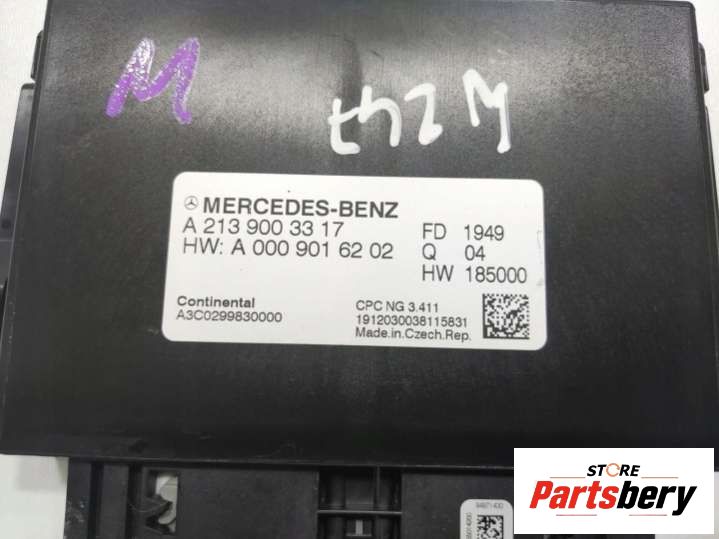 M
W247
MERCEDES-BENZ
A 213 900 33 17
HW: A 000 901 62 02
FD 1949
Q 04
HW 185000
Continental
A3C0299830000
CPC NG 3.411
1912030038115831
Made.in.Czech.Rep.
STORE
Partsbery